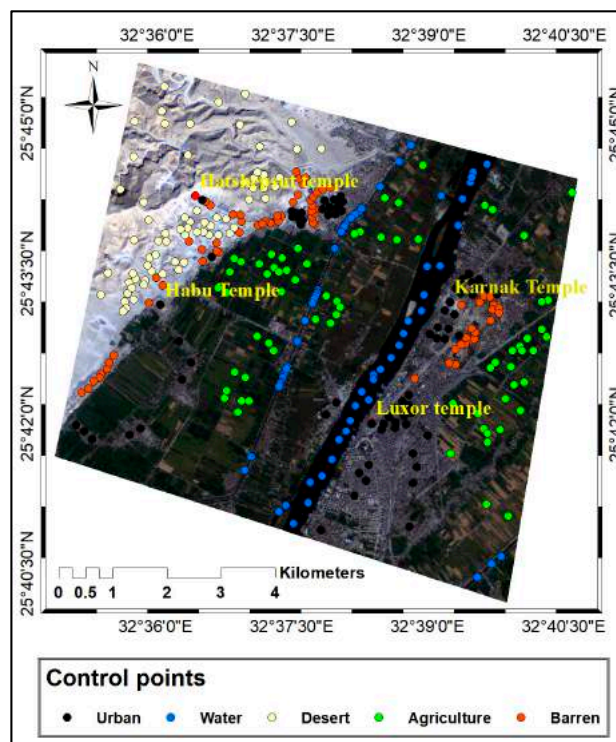 32°36'0"E 32°37'30"E 32°39'0"E 32°40'30"E
N
25°45'0"N
25°45'0"N
Hatshepsut temple
25°43'30"N
25°43'30"N
Habu Temple
Karnak Temple
Luxor temple
25°42'0"N
25°42'0"N
25°40'30"N
25°40'30"N
Kilometers
0 0.5 1 2 3 4
32°36'0"E 32°37'30"E 32°39'0"E 32°40'30"E
Control points
Urban Water Desert Agriculture Barren